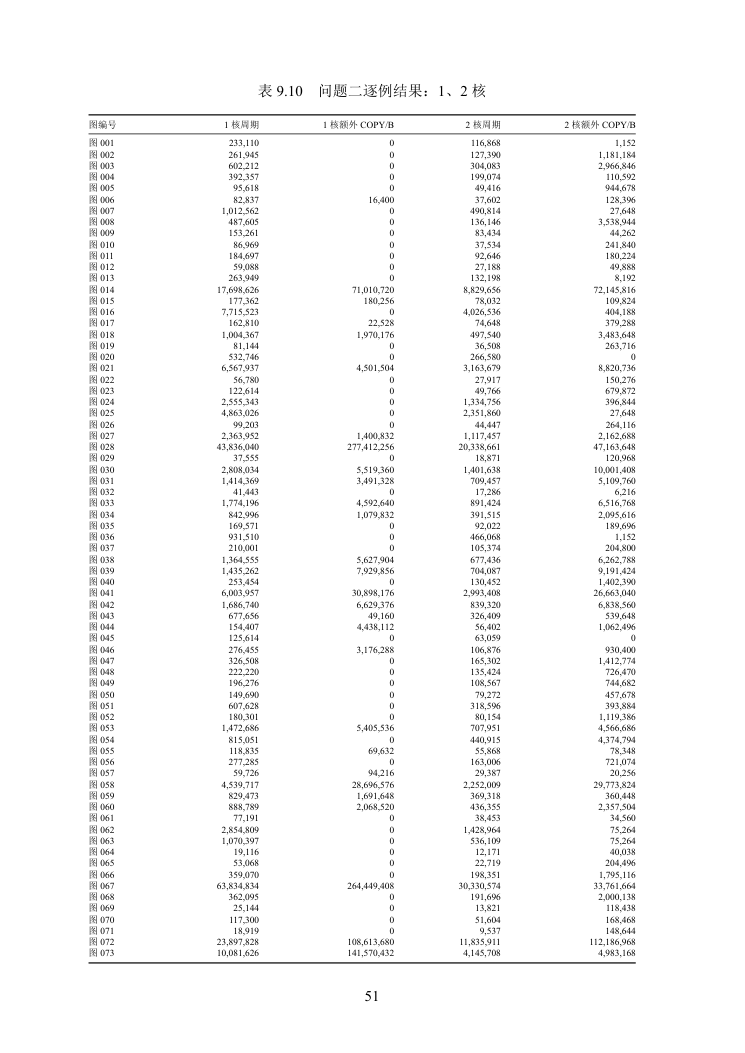 表 9.10 问题二逐例结果：1、2 核
图编号 1 核周期 1 核额外 COPY/B 2 核周期 2 核额外 COPY/B
图 001 233,110 0 116,868 1,152
图 002 261,945 0 127,390 1,181,184
图 003 602,212 0 304,083 2,966,846
图 004 392,357 0 199,074 110,592
图 005 95,618 0 49,416 944,678
图 006 82,837 16,400 37,602 128,396
图 007 1,012,562 0 490,814 27,648
图 008 487,605 0 136,146 3,538,944
图 009 153,261 0 83,434 44,262
图 010 86,969 0 37,534 241,840
图 011 184,697 0 92,646 180,224
图 012 59,088 0 27,188 49,888
图 013 263,949 0 132,198 8,192
图 014 17,698,626 71,010,720 8,829,656 72,145,816
图 015 177,362 180,256 78,032 109,824
图 016 7,715,523 0 4,026,536 404,188
图 017 162,810 22,528 74,648 379,288
图 018 1,004,367 1,970,176 497,540 3,483,648
图 019 81,144 0 36,508 263,716
图 020 532,746 0 266,580 0
图 021 6,567,937 4,501,504 3,163,679 8,820,736
图 022 56,780 0 27,917 150,276
图 023 122,614 0 49,766 679,872
图 024 2,555,343 0 1,334,756 396,844
图 025 4,863,026 0 2,351,860 27,648
图 026 99,203 0 44,447 264,116
图 027 2,363,952 1,400,832 1,117,457 2,162,688
图 028 43,836,040 277,412,256 20,338,661 47,163,648
图 029 37,555 0 18,871 120,968
图 030 2,808,034 5,519,360 1,401,638 10,001,408
图 031 1,414,369 3,491,328 709,457 5,109,760
图 032 41,443 0 17,286 6,216
图 033 1,774,196 4,592,640 891,424 6,516,768
图 034 842,996 1,079,832 391,515 2,095,616
图 035 169,571 0 92,022 189,696
图 036 931,510 0 466,068 1,152
图 037 210,001 0 105,374 204,800
图 038 1,364,555 5,627,904 677,436 6,262,788
图 039 1,435,262 7,929,856 704,087 9,191,424
图 040 253,454 0 130,452 1,402,390
图 041 6,003,957 30,898,176 2,993,408 26,663,040
图 042 1,686,740 6,629,376 839,320 6,838,560
图 043 677,656 49,160 326,409 539,648
图 044 154,407 4,438,112 56,402 1,062,496
图 045 125,614 0 63,059 0
图 046 276,455 3,176,288 106,876 930,400
图 047 326,508 0 165,302 1,412,774
图 048 222,220 0 135,424 726,470
图 049 196,276 0 108,567 744,682
图 050 149,690 0 79,272 457,678
图 051 607,628 0 318,596 393,884
图 052 180,301 0 80,154 1,119,386
图 053 1,472,686 5,405,536 707,951 4,566,686
图 054 815,051 0 440,915 4,374,794
图 055 118,835 69,632 55,868 78,348
图 056 277,285 0 163,006 721,074
图 057 59,726 94,216 29,387 20,256
图 058 4,539,717 28,696,576 2,252,009 29,773,824
图 059 829,473 1,691,648 369,318 360,448
图 060 888,789 2,068,520 436,355 2,357,504
图 061 77,191 0 38,453 34,560
图 062 2,854,809 0 1,428,964 75,264
图 063 1,070,397 0 536,109 75,264
图 064 19,116 0 12,171 40,038
图 065 53,068 0 22,719 204,496
图 066 359,070 0 198,351 1,795,116
图 067 63,834,834 264,449,408 30,330,574 33,761,664
图 068 362,095 0 191,696 2,000,138
图 069 25,144 0 13,821 118,438
图 070 117,300 0 51,604 168,468
图 071 18,919 0 9,537 148,644
图 072 23,897,828 108,613,680 11,835,911 112,186,968
图 073 10,081,626 141,570,432 4,145,708 4,983,168
51